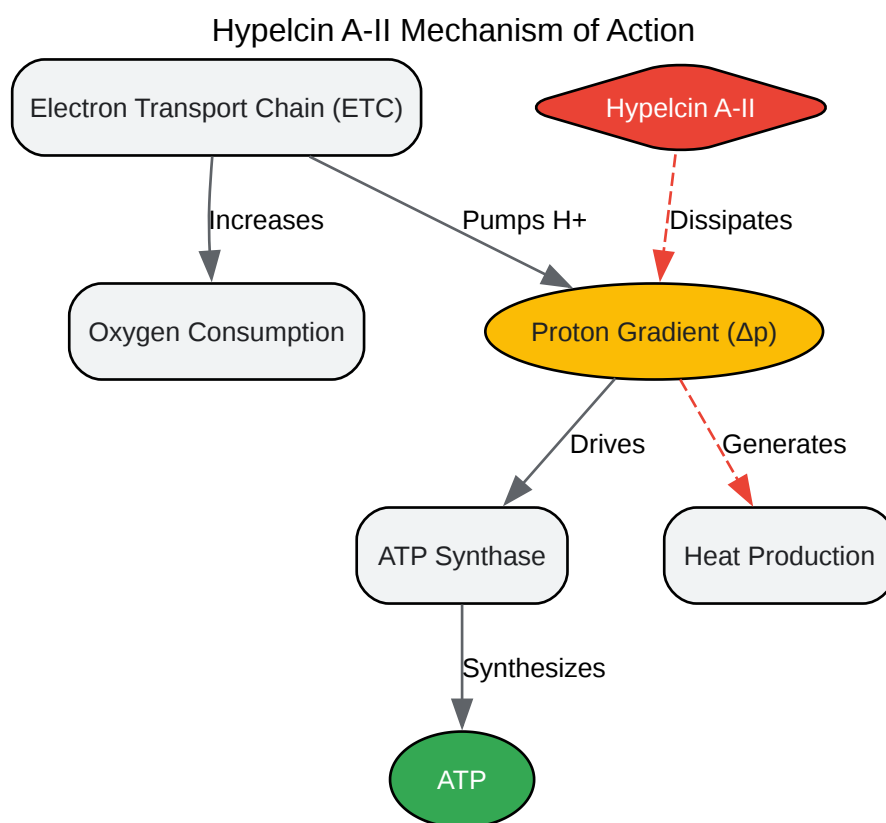 Hypelcin A-II Mechanism of Action
Electron Transport Chain (ETC)
Hypelcin A-II
Increases
Pumps H+
Dissipates
Oxygen Consumption
Proton Gradient (Δp)
Drives
Generates
ATP Synthase
Heat Production
Synthesizes
ATP